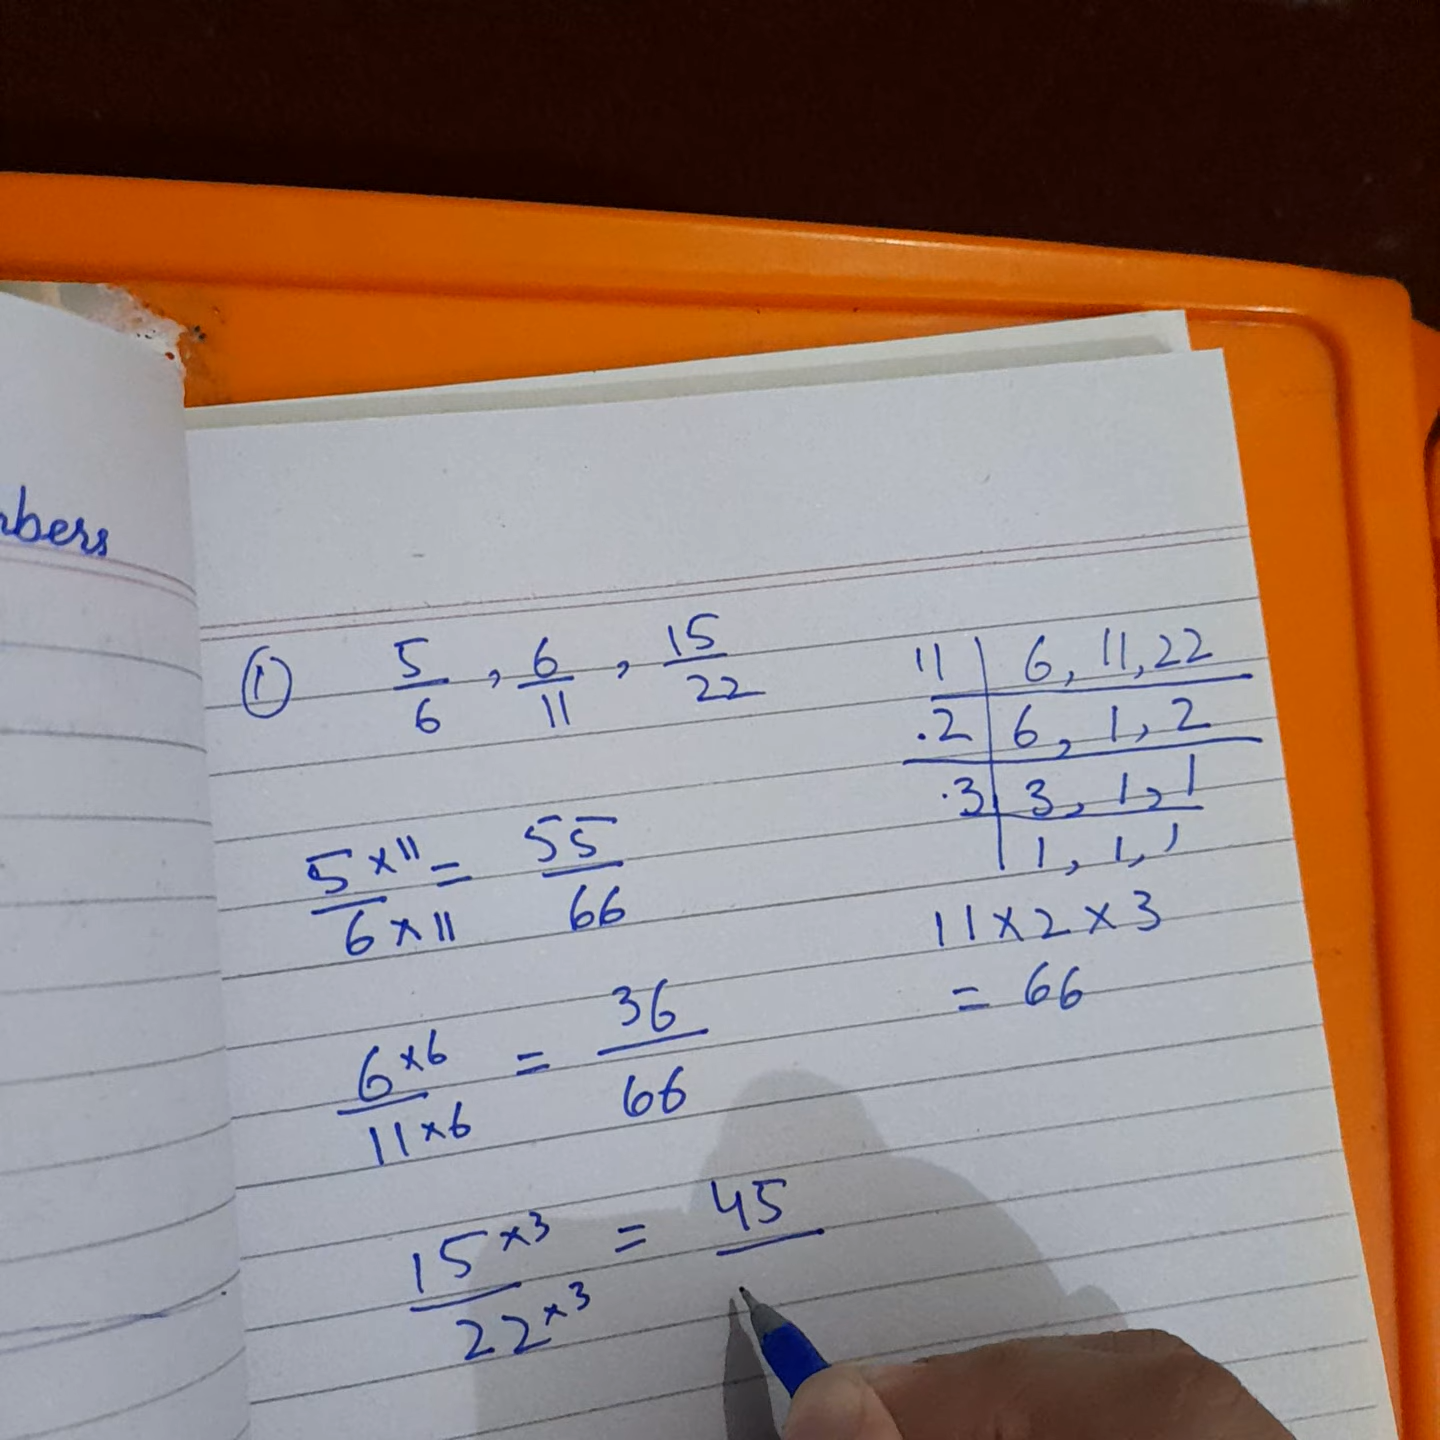 mbers
① 5/6 , 6/11 , 15/22
11 | 6, 11, 22
.2 | 6, 1, 2
.3 | 3, 1, 1
| 1, 1, 1
11 x 2 x 3
= 66
5 x 11 / 6 x 11 = 55/66
6 x 6 / 11 x 6 = 36/66
15 x 3 / 22 x 3 = 45/